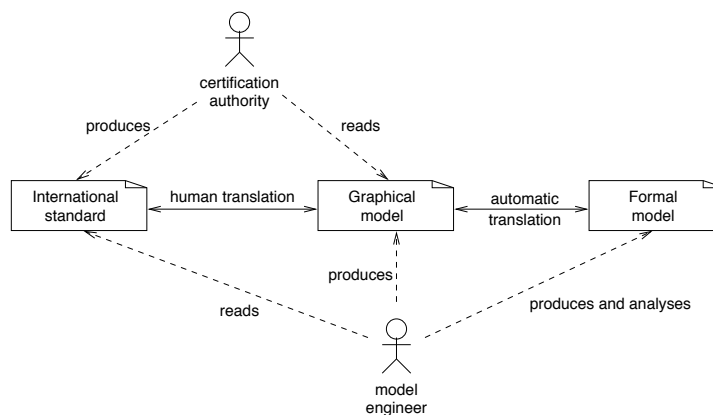 certification
authority
produces
reads
International
standard
human translation
Graphical
model
automatic
translation
Formal
model
produces
reads
produces and analyses
model
engineer